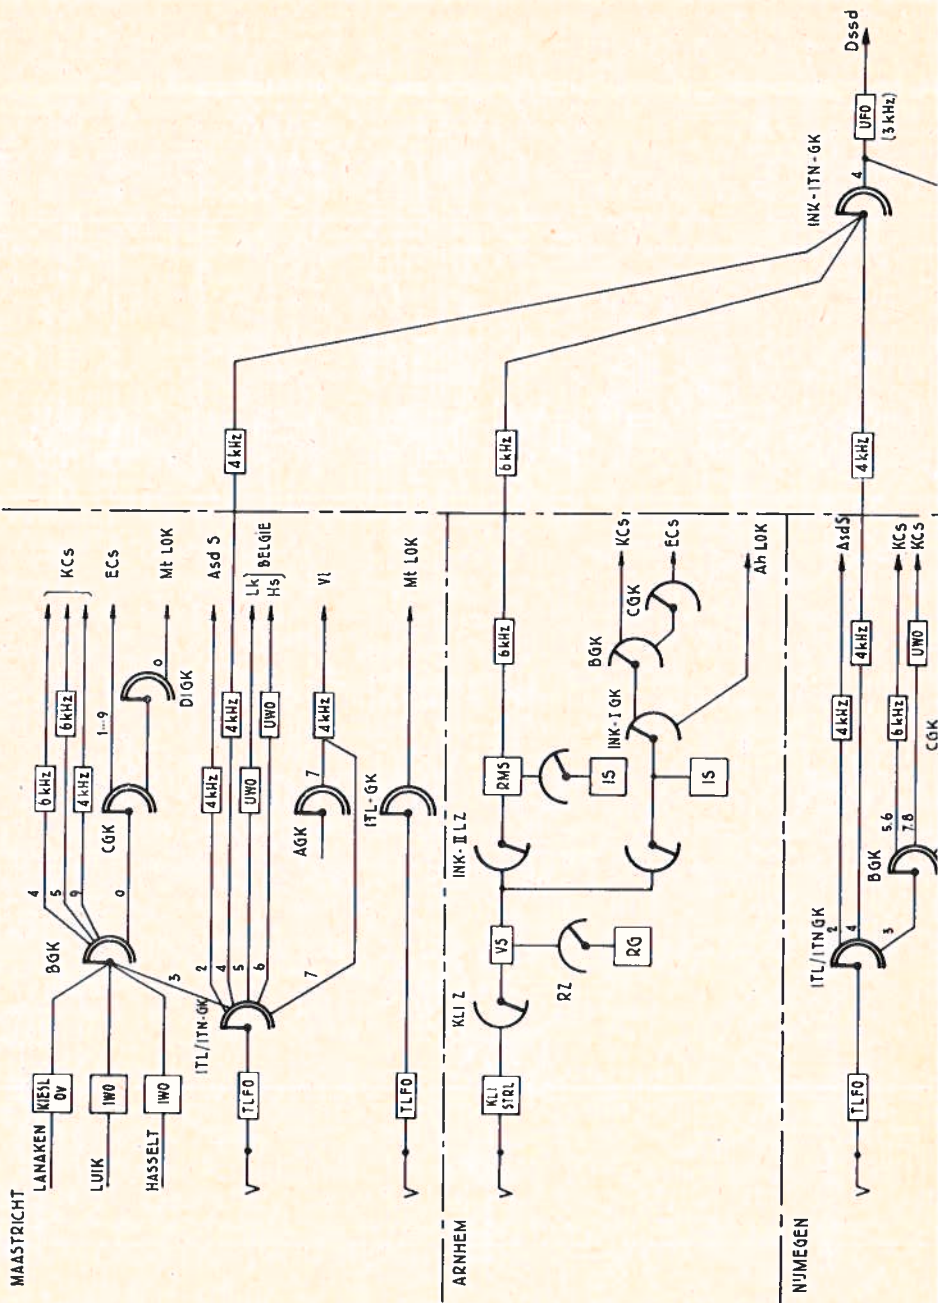 MAASTRICHT
LANAKEN
KIESL
OV
LUIK
IWO
HASSELT
IWO
BGK
4
5
9
0
3
6kHz
6kHz
4kHz
KCs
CGK
1...9
ECs
DIGK
0
Mt LOK
V
TLFO
ITL/ITN-GK
2
4
5
6
7
4kHz
Asd S
4kHz
4kHz
UWO
Lk
BELGIE
UWO
Hs
AGK
7
4kHz
Vl
V
TLFO
ITL-GK
Mt LOK
ARNHEM
V
KLI
STRL
KLI Z
VS
RZ
RG
INK-II LZ
RMS
IS
6kHz
6kHz
IS
INK-I GK
BGK
KCs
CGK
ECs
Ah LOK
NIJMEGEN
V
TLFO
ITL/ITNGK
2
4
3
4kHz
AsdS
4kHz
4kHz
BGK
5.6
7.8
6kHz
KCs
UWO
KCs
CGK
INK-ITN-GK
4
UFO
(3kHz)
Dssd